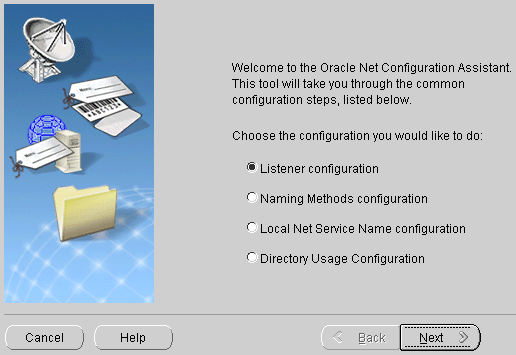 Welcome to the Oracle Net Configuration Assistant.
This tool will take you through the common
configuration steps, listed below.
Choose the configuration you would like to do:
Listener configuration
Naming Methods configuration
Local Net Service Name configuration
Directory Usage Configuration
Cancel
Help
Back
Next